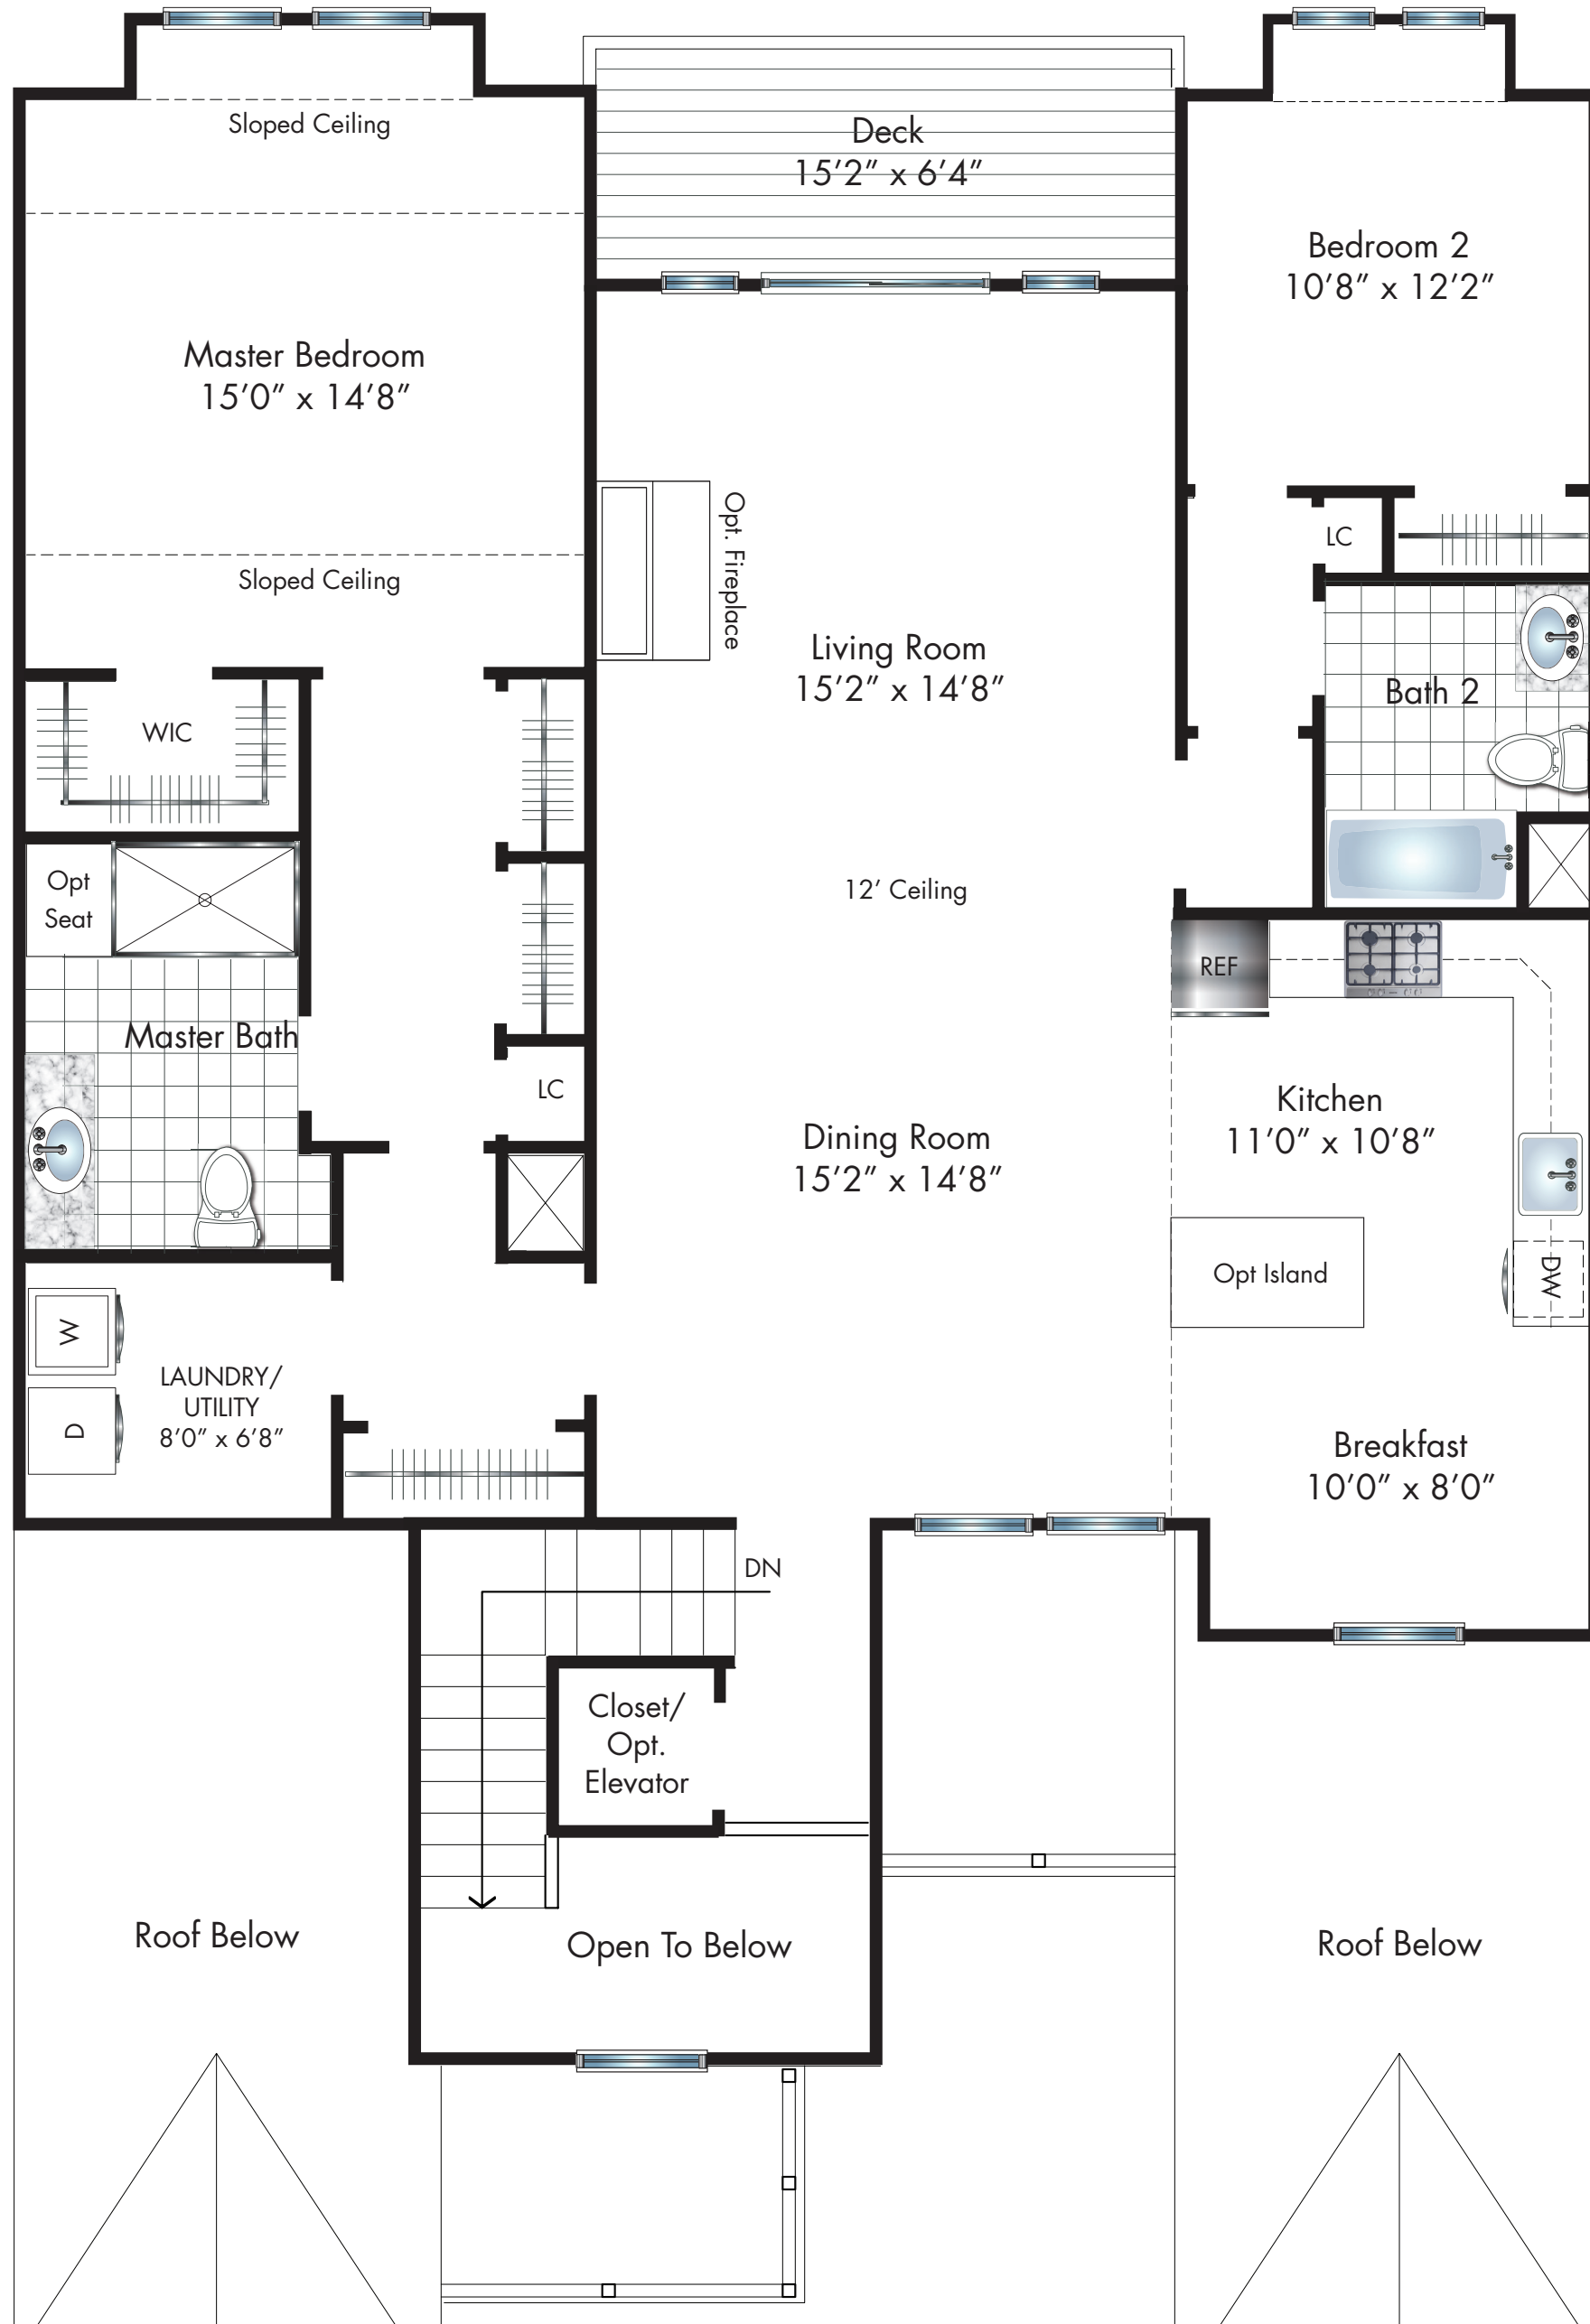 Sloped Ceiling
Deck
15'2" x 6'4"
Bedroom 2
10'8" x 12'2"
Master Bedroom
15'0" x 14'8"
Opt. Fireplace
LC
Sloped Ceiling
Living Room
15'2" x 14'8"
Bath 2
WIC
Opt
Seat
12' Ceiling
REF
Master Bath
LC
Kitchen
11'0" x 10'8"
Dining Room
15'2" x 14'8"
Opt Island
DW
W
LAUNDRY/
UTILITY
8'0" x 6'8"
D
Breakfast
10'0" x 8'0"
DN
Closet/
Opt.
Elevator
Roof Below
Open To Below
Roof Below